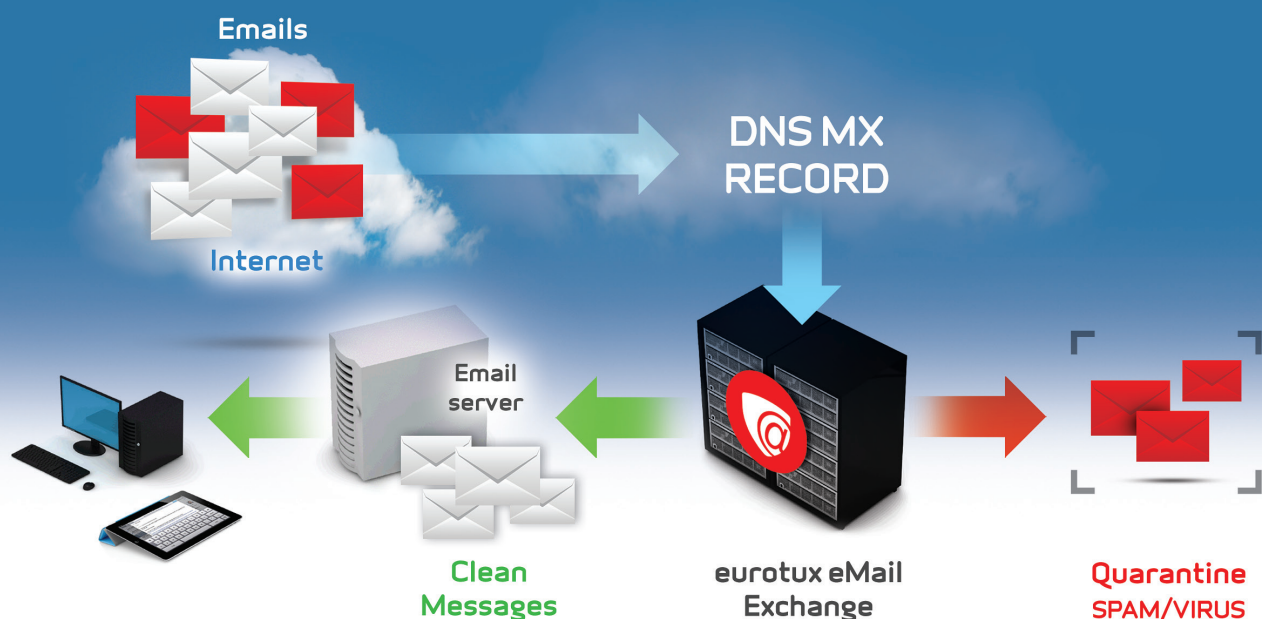 Emails
Internet
DNS MX
RECORD
Email
server
Clean
Messages
eurotux eMail
Exchange
Quarantine
SPAM/VIRUS